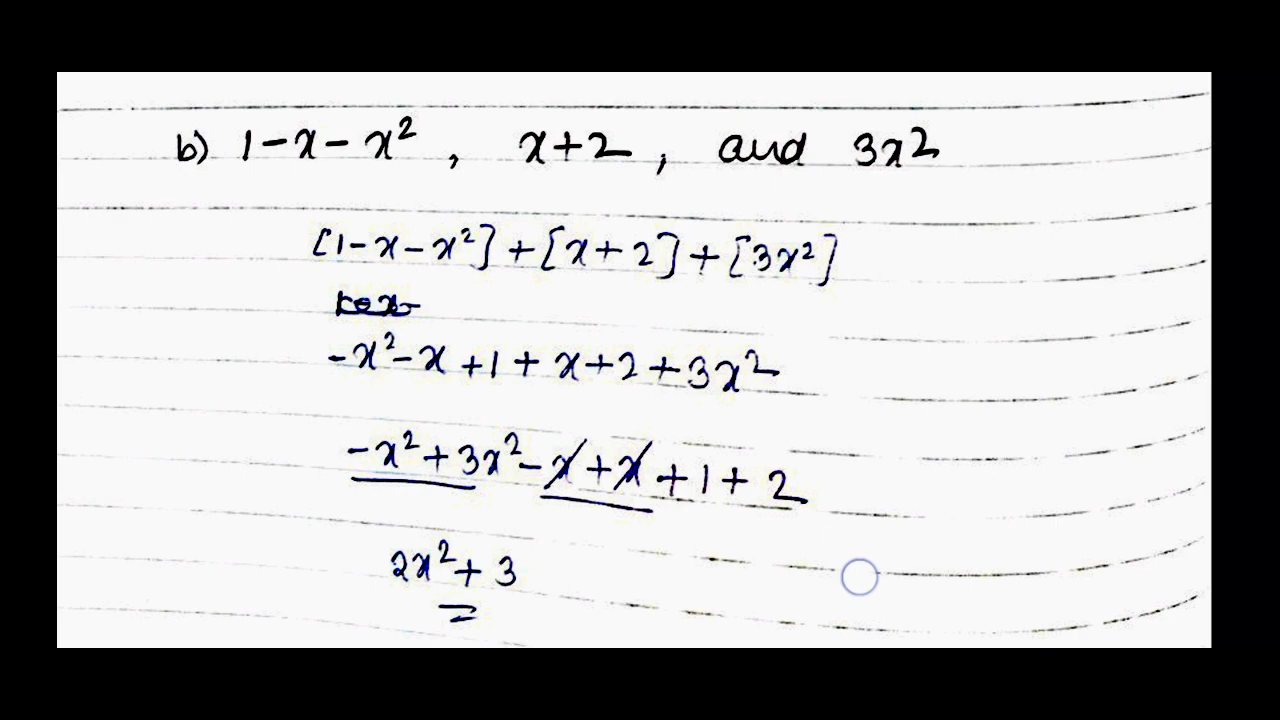 b) 1-x-x², x+2, and 3x2
[1-x-x²]+[x+2]+[3x²]
-x²-x+1+x+2+3x²
-x²+3x²-x+x+1+2
2x²+3